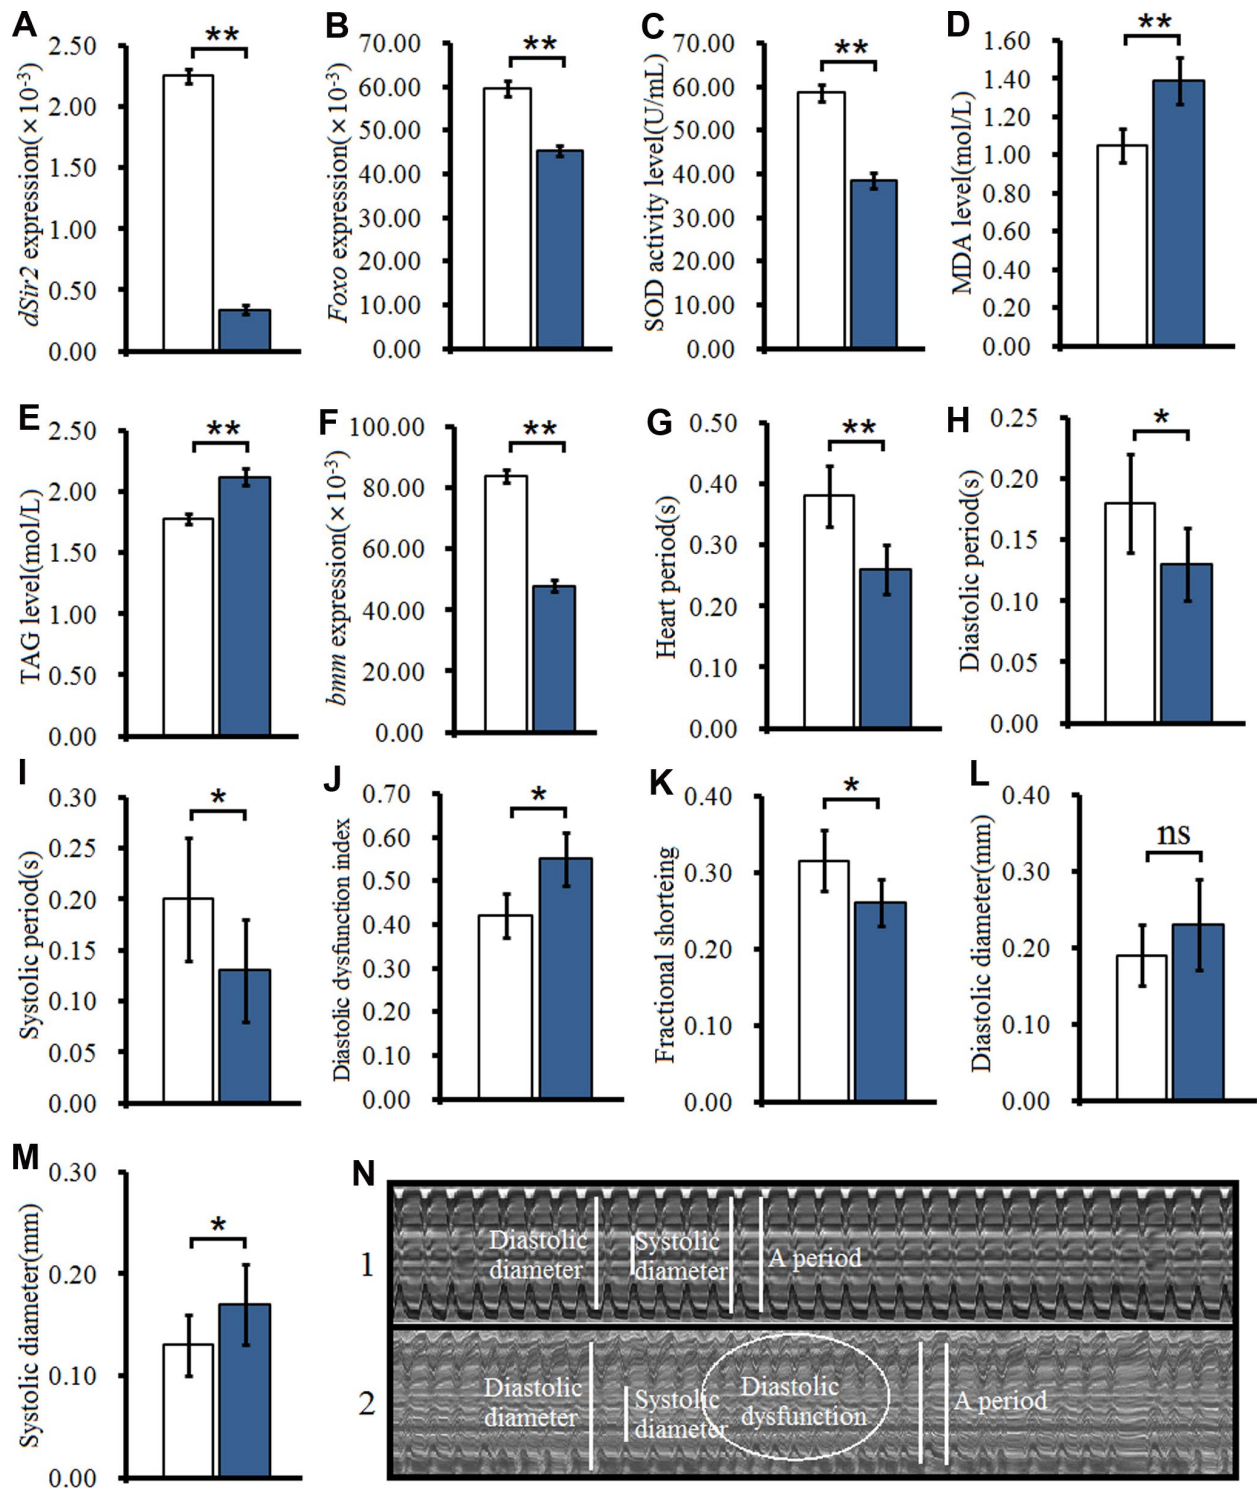 A
**
dSir2 expression(×10⁻³)
2.50
2.00
1.50
1.00
0.50
0.00
B
**
Foxo expression(×10⁻³)
70.00
60.00
50.00
40.00
30.00
20.00
10.00
0.00
C
**
SOD activity level(U/mL)
70.00
60.00
50.00
40.00
30.00
20.00
10.00
0.00
D
**
MDA level(mol/L)
1.60
1.40
1.20
1.00
0.80
0.60
0.40
0.20
0.00
E
**
TAG level(mol/L)
2.50
2.00
1.50
1.00
0.50
0.00
F
**
bmm expression(×10⁻³)
100.00
80.00
60.00
40.00
20.00
0.00
G
**
Heart period(s)
0.50
0.40
0.30
0.20
0.10
0.00
H
*
Diastolic period(s)
0.25
0.20
0.15
0.10
0.05
0.00
I
*
Systolic period(s)
0.30
0.25
0.20
0.15
0.10
0.05
0.00
J
*
Diastolic dysfunction index
0.70
0.60
0.50
0.40
0.30
0.20
0.10
0.00
K
*
Fractional shorteing
0.40
0.30
0.20
0.10
0.00
L
ns
Diastolic diameter(mm)
0.40
0.30
0.20
0.10
0.00
M
*
Systolic diameter(mm)
0.30
0.20
0.10
0.00
N
1
Diastolic
diameter
Systolic
diameter
A period
2
Diastolic
diameter
Systolic
diameter
Diastolic
dysfunction
A period